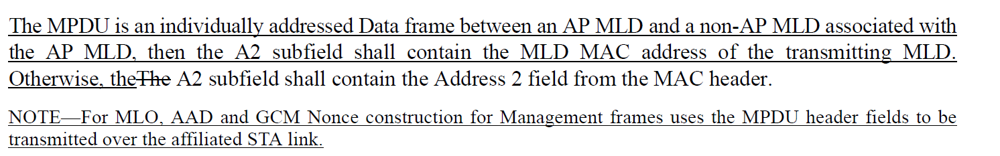 The MPDU is an individually addressed Data frame between an AP MLD and a non-AP MLD associated with
the AP MLD, then the A2 subfield shall contain the MLD MAC address of the transmitting MLD.
Otherwise, theThe A2 subfield shall contain the Address 2 field from the MAC header.
NOTE—For MLO, AAD and GCM Nonce construction for Management frames uses the MPDU header fields to be
transmitted over the affiliated STA link.